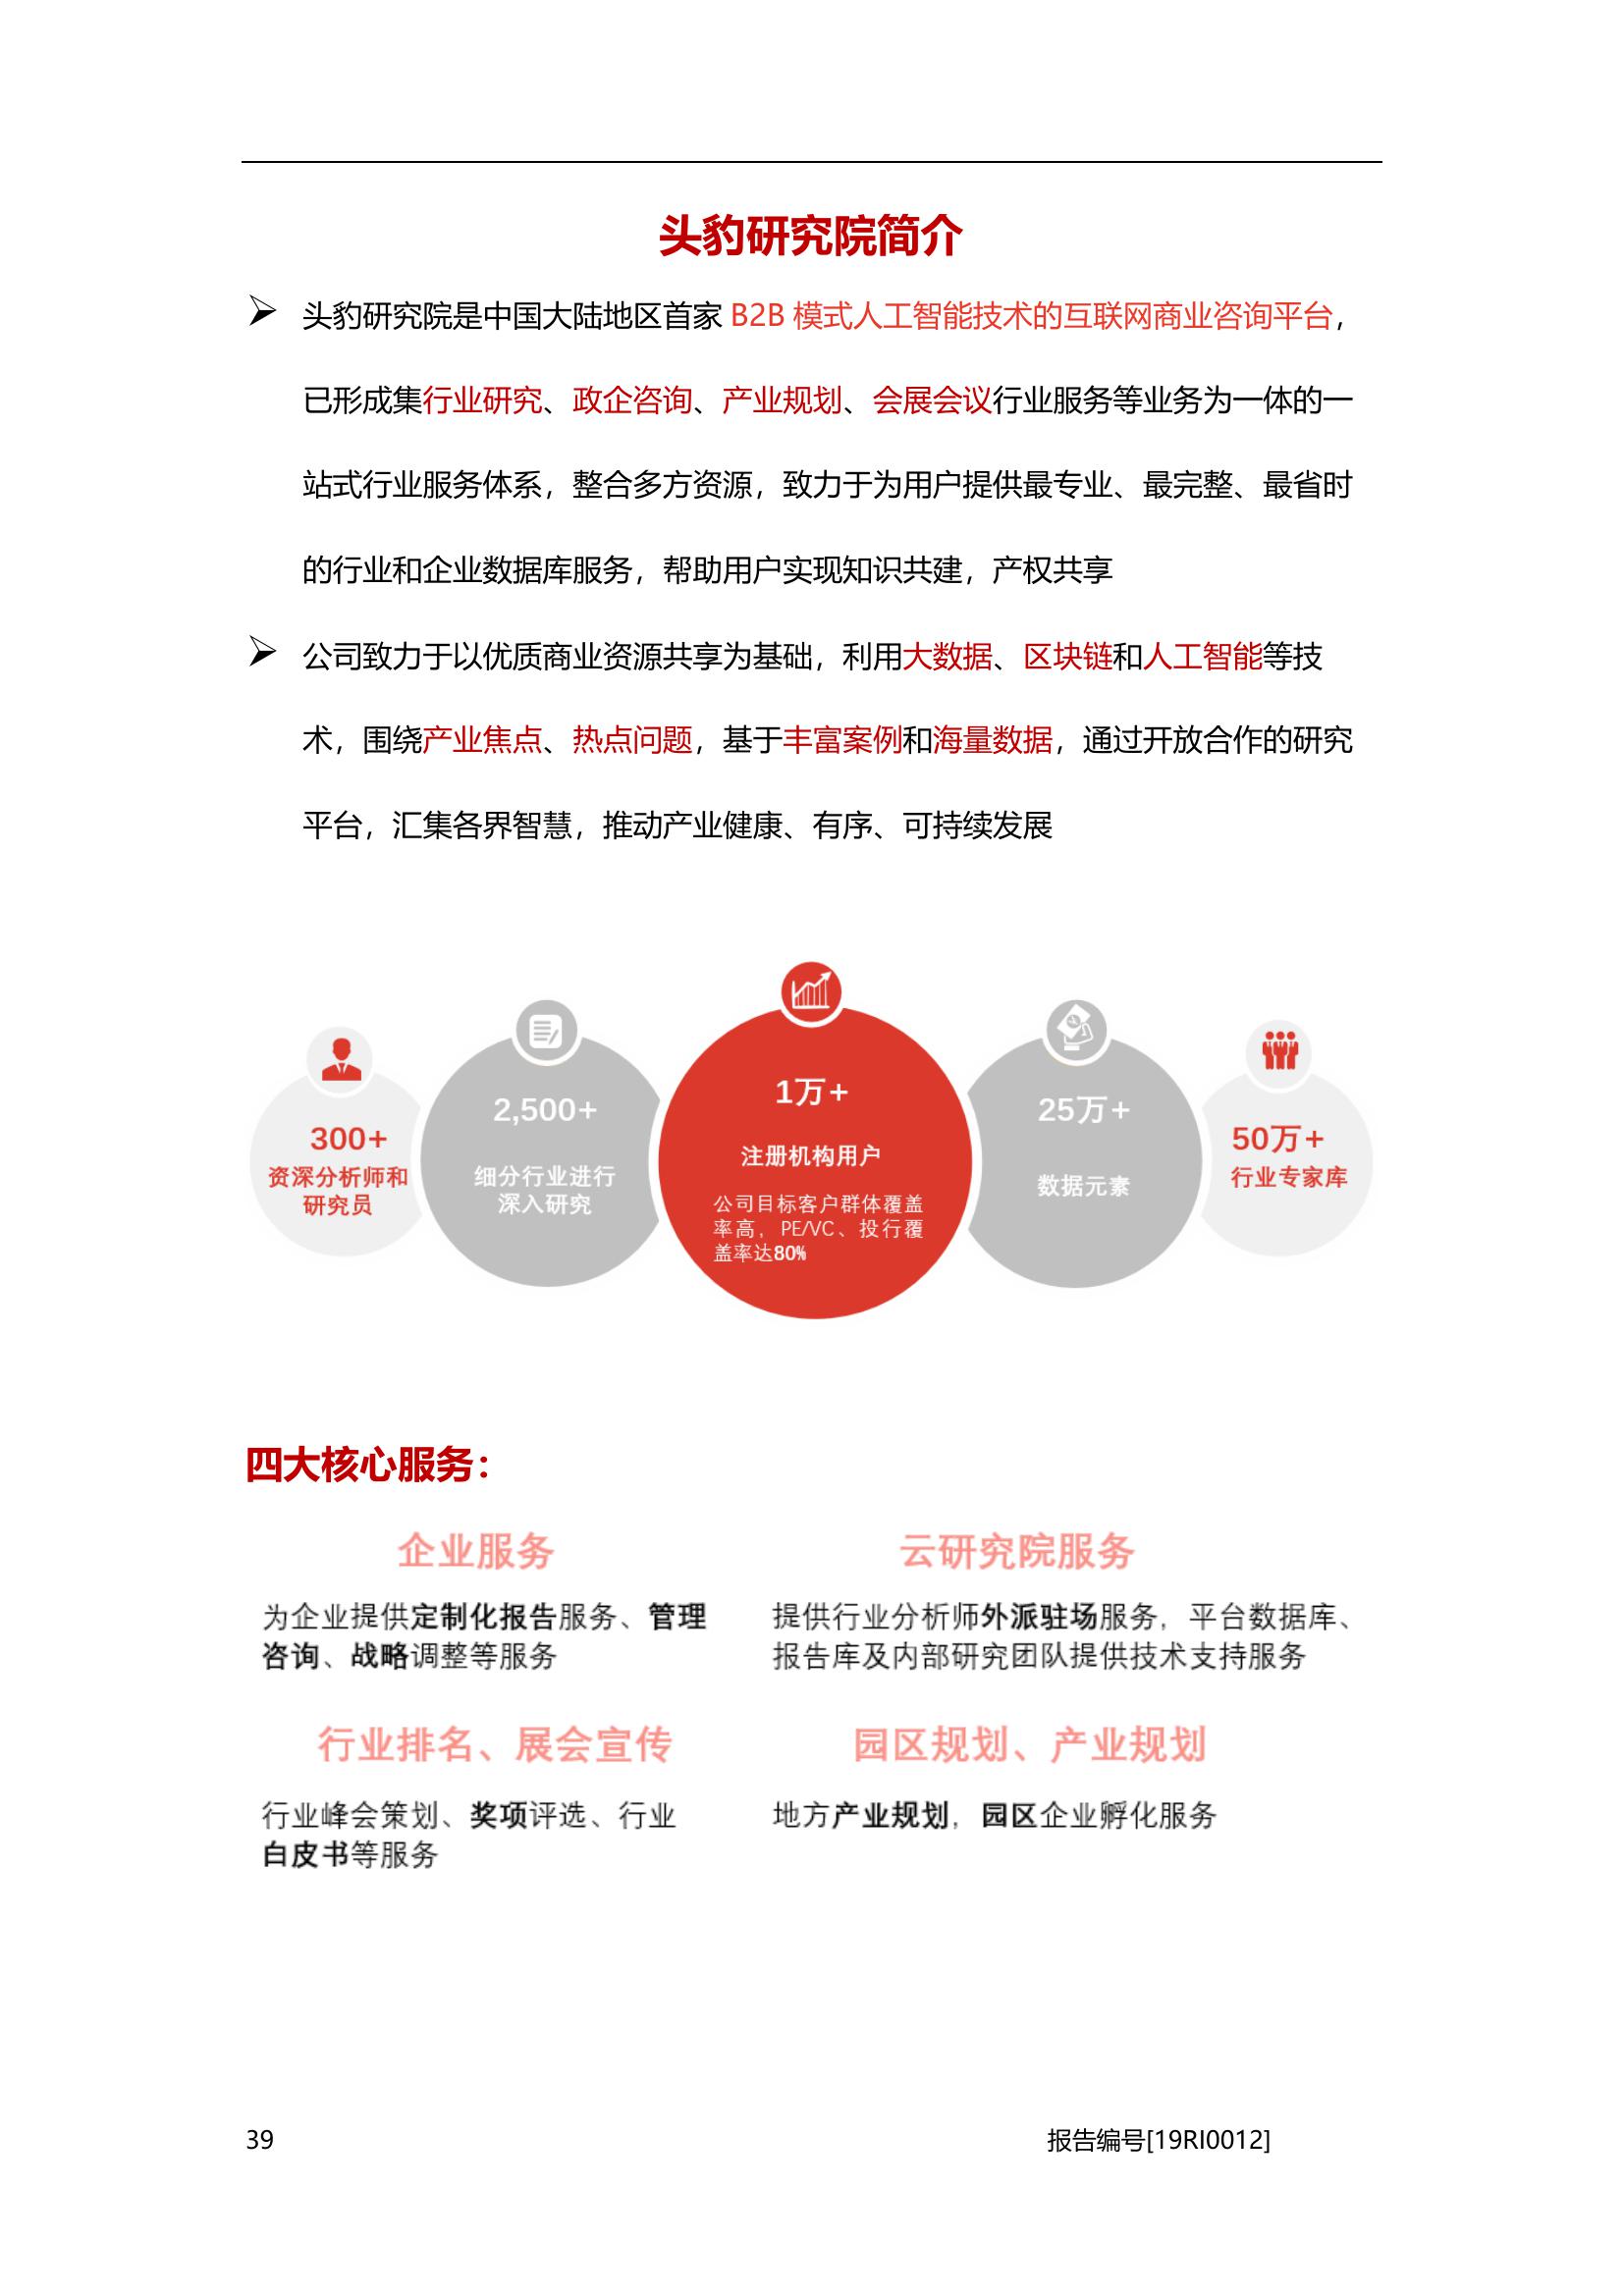 头豹研究院简介
头豹研究院是中国大陆地区首家 B2B 模式人工智能技术的互联网商业咨询平台，
已形成集行业研究、政企咨询、产业规划、会展会议行业服务等业务为一体的一
站式行业服务体系，整合多方资源，致力于为用户提供最专业、最完整、最省时
的行业和企业数据库服务，帮助用户实现知识共建，产权共享
公司致力于以优质商业资源共享为基础，利用大数据、区块链和人工智能等技
术，围绕产业焦点、热点问题，基于丰富案例和海量数据，通过开放合作的研究
平台，汇集各界智慧，推动产业健康、有序、可持续发展
300+
资深分析师和
研究员
2,500+
细分行业进行
深入研究
1万+
注册机构用户
公司目标客户群体覆盖
率高，PE/VC、投行覆
盖率达80%
25万+
数据元素
50万+
行业专家库
四大核心服务：
企业服务
为企业提供定制化报告服务、管理
咨询、战略调整等服务
云研究院服务
提供行业分析师外派驻场服务，平台数据库、
报告库及内部研究团队提供技术支持服务
行业排名、展会宣传
行业峰会策划、奖项评选、行业
白皮书等服务
园区规划、产业规划
地方产业规划，园区企业孵化服务
39
报告编号[19RI0012]